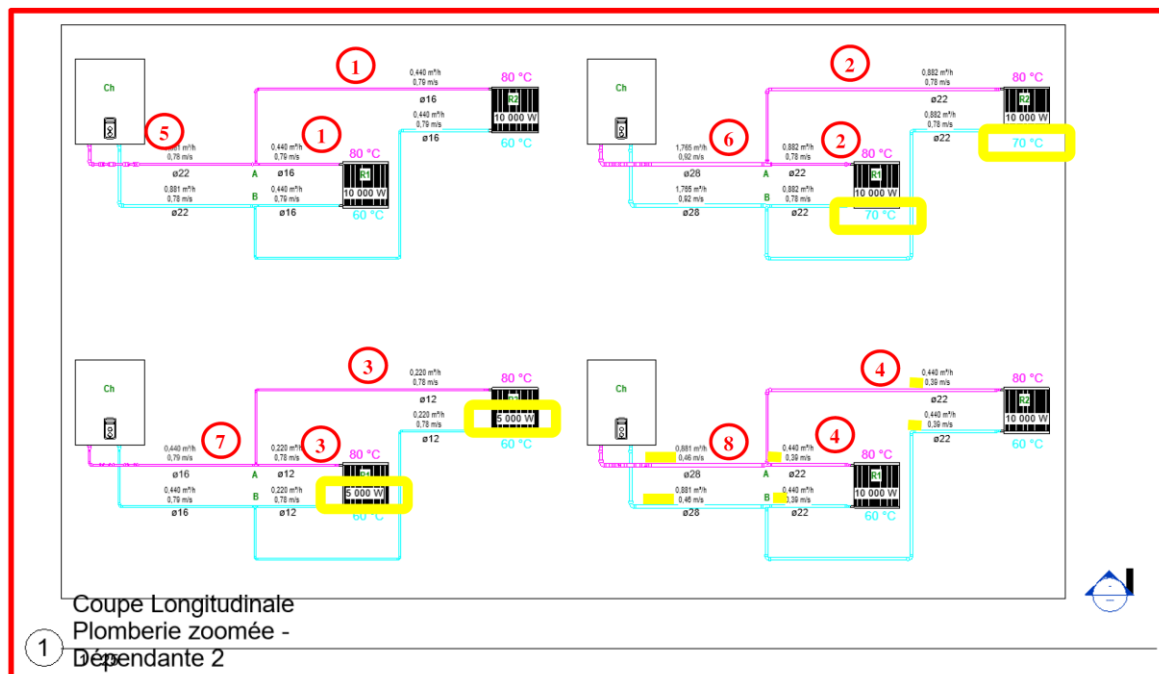 1
0,440 m³/h
0,79 m/s
ø16
80 °C
R2
10 000 W
60 °C
0,440 m³/h
0,79 m/s
ø16
Ch
5
0,78 m/s
ø22
1
0,440 m³/h
0,79 m/s
ø16
80 °C
R1
10 000 W
60 °C
A
B
0,881 m³/h
0,78 m/s
ø22
0,440 m³/h
0,79 m/s
ø16
2
0,882 m³/h
0,78 m/s
ø22
80 °C
R2
10 000 W
70 °C
0,882 m³/h
0,78 m/s
ø22
Ch
6
1,765 m³/h
0,92 m/s
ø28
2
0,882 m³/h
0,78 m/s
ø22
80 °C
R1
10 000 W
70 °C
A
B
1,765 m³/h
0,92 m/s
ø28
0,882 m³/h
0,78 m/s
ø22
3
0,220 m³/h
0,78 m/s
ø12
80 °C
5 000 W
60 °C
0,220 m³/h
0,78 m/s
ø12
Ch
7
0,440 m³/h
0,79 m/s
ø16
3
0,220 m³/h
0,78 m/s
ø12
80 °C
R1
5 000 W
60 °C
A
B
0,440 m³/h
0,79 m/s
ø16
0,220 m³/h
0,78 m/s
ø12
4
0,440 m³/h
0,39 m/s
ø22
80 °C
R2
10 000 W
60 °C
0,440 m³/h
0,39 m/s
ø22
Ch
8
0,881 m³/h
0,46 m/s
ø28
4
0,440 m³/h
0,39 m/s
ø22
80 °C
R1
10 000 W
60 °C
A
B
0,881 m³/h
0,46 m/s
ø28
0,440 m³/h
0,39 m/s
ø22
Coupe Longitudinale
Plomberie zoomée -
1 Dépendante 2